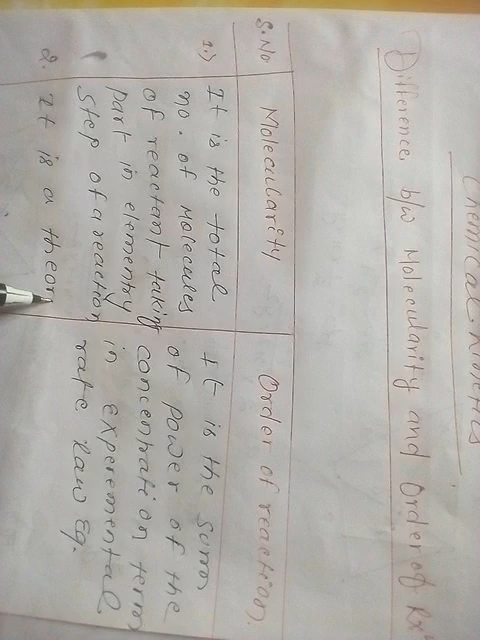 Chemical Kinetics
Difference b/w Molecularity and Order of Rx
S.No Molecularity Order of reaction.
1.) It is the total
no. of molecules
of reactant taking
part in elementry
step of a reaction
It is the sum
of power of the
concentration term
in experemental
rate law Eq.
2. It is a theor